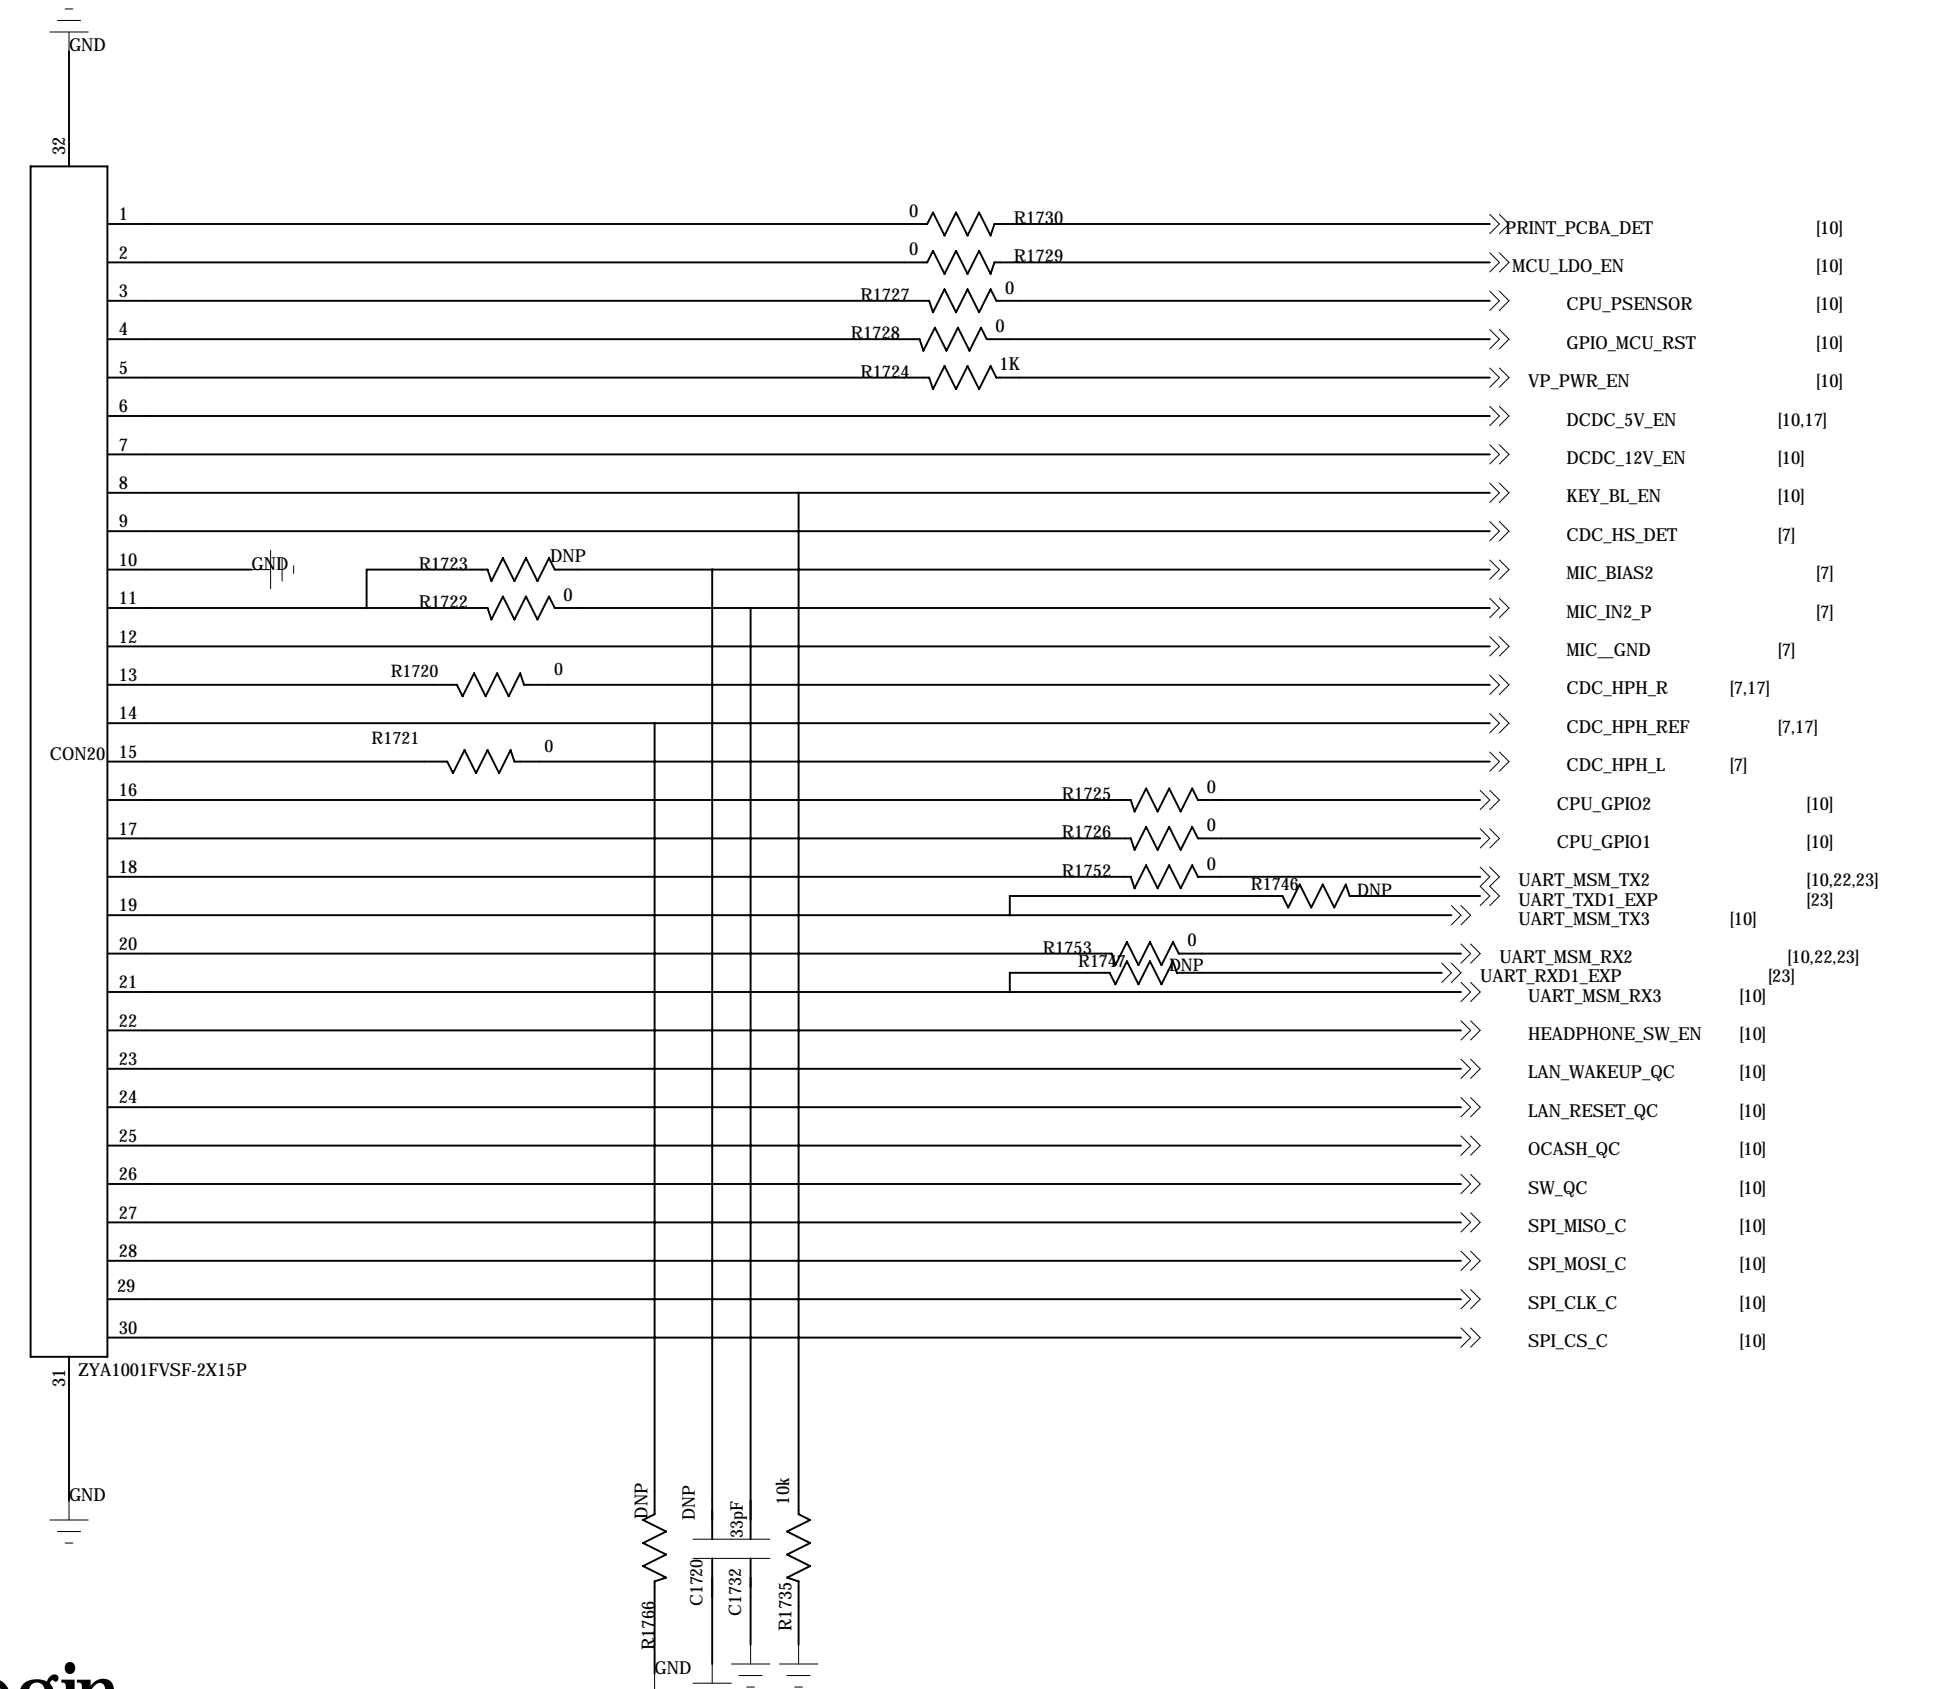 GND
32
1 0 R1730 PRINT_PCBA_DET [10]
2 0 R1729 MCU_LDO_EN [10]
3 R1727 0 CPU_PSENSOR [10]
4 R1728 0 GPIO_MCU_RST [10]
5 R1724 1K VP_PWR_EN [10]
6 DCDC_5V_EN [10,17]
7 DCDC_12V_EN [10]
8 KEY_BL_EN [10]
9 CDC_HS_DET [7]
10 GND R1723 DNP MIC_BIAS2 [7]
11 R1722 0 MIC_IN2_P [7]
12 MIC__GND [7]
13 R1720 0 CDC_HPH_R [7,17]
14 CDC_HPH_REF [7,17]
CON20 15 R1721 0 CDC_HPH_L [7]
16 R1725 0 CPU_GPIO2 [10]
17 R1726 0 CPU_GPIO1 [10]
18 R1752 0 UART_MSM_TX2 [10,22,23]
R1746 DNP UART_TXD1_EXP [23]
19 UART_MSM_TX3 [10]
20 R1753 0 UART_MSM_RX2 [10,22,23]
R1747 DNP UART_RXD1_EXP [23]
21 UART_MSM_RX3 [10]
22 HEADPHONE_SW_EN [10]
23 LAN_WAKEUP_QC [10]
24 LAN_RESET_QC [10]
25 OCASH_QC [10]
26 SW_QC [10]
27 SPI_MISO_C [10]
28 SPI_MOSI_C [10]
29 SPI_CLK_C [10]
30 SPI_CS_C [10]
31 ZYA1001FVSF-2X15P
GND
DNP DNP 33pF 10k
R1766 C1720 C1732 R1735
GND